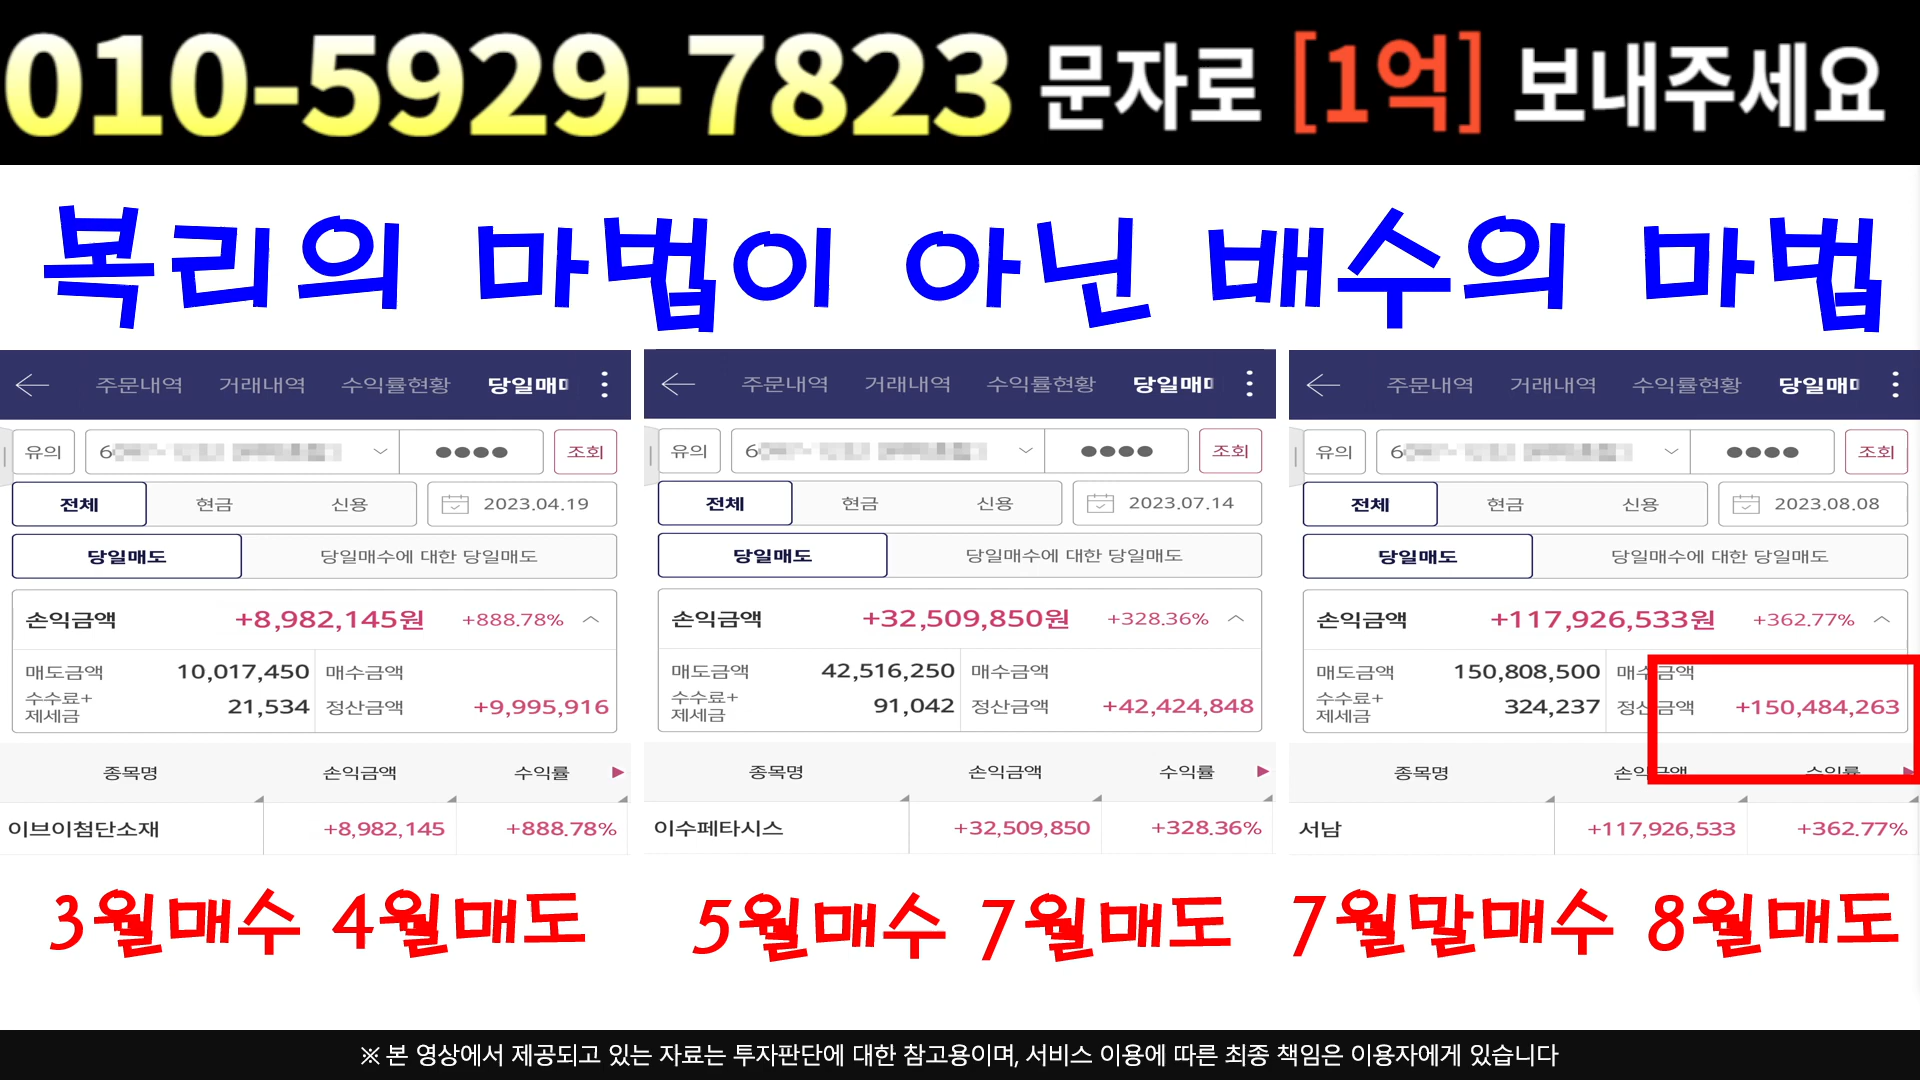 010-5929-7823 문자로 [1억] 보내주세요
복리의 마법이 아닌 배수의 마법
주문내역 거래내역 수익률현황 당일매
유의 6 ●●●● 조회
전체 현금 신용 2023.04.19
당일매도 당일매수에 대한 당일매도
손익금액 +8,982,145원 +888.78%
매도금액 10,017,450 매수금액
수수료+
제세금 21,534 정산금액 +9,995,916
종목명 손익금액 수익률
이브이첨단소재 +8,982,145 +888.78%
3월매수 4월매도
주문내역 거래내역 수익률현황 당일매
유의 6 ●●●● 조회
전체 현금 신용 2023.07.14
당일매도 당일매수에 대한 당일매도
손익금액 +32,509,850원 +328.36%
매도금액 42,516,250 매수금액
수수료+
제세금 91,042 정산금액 +42,424,848
종목명 손익금액 수익률
이수페타시스 +32,509,850 +328.36%
5월매수 7월매도
주문내역 거래내역 수익률현황 당일매
유의 6 ●●●● 조회
전체 현금 신용 2023.08.08
당일매도 당일매수에 대한 당일매도
손익금액 +117,926,533원 +362.77%
매도금액 150,808,500 매수금액
수수료+
제세금 324,237 정산금액 +150,484,263
종목명 손익금액 수익률
서남 +117,926,533 +362.77%
7월말매수 8월매도
※ 본 영상에서 제공되고 있는 자료는 투자판단에 대한 참고용이며, 서비스 이용에 따른 최종 책임은 이용자에게 있습니다